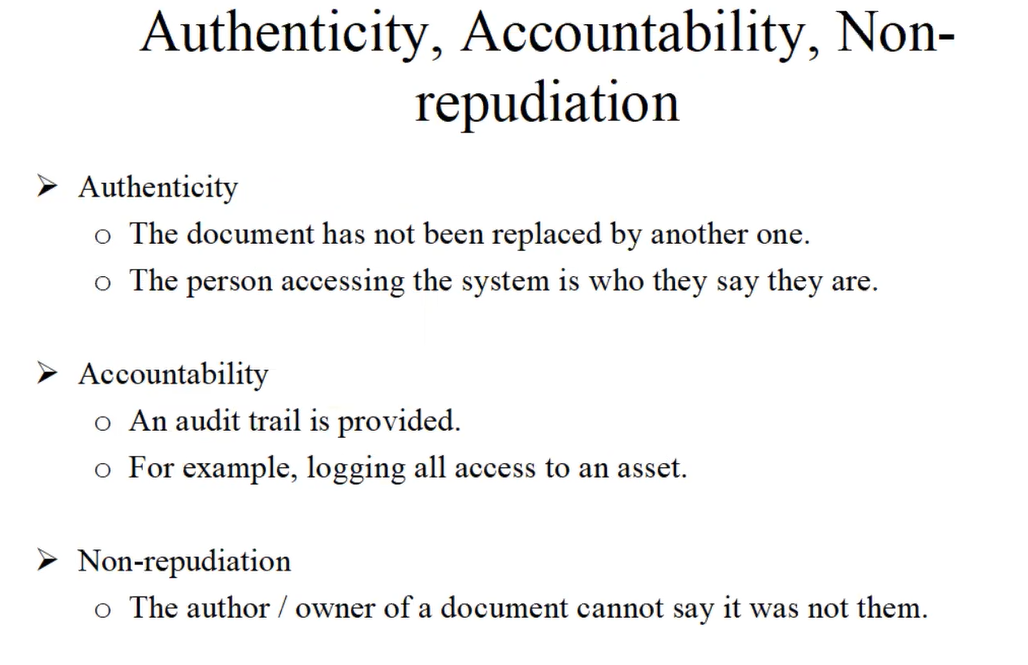 Authenticity, Accountability, Non-
repudiation
➢ Authenticity
o The document has not been replaced by another one.
o The person accessing the system is who they say they are.
➢ Accountability
o An audit trail is provided.
o For example, logging all access to an asset.
➢ Non-repudiation
o The author / owner of a document cannot say it was not them.